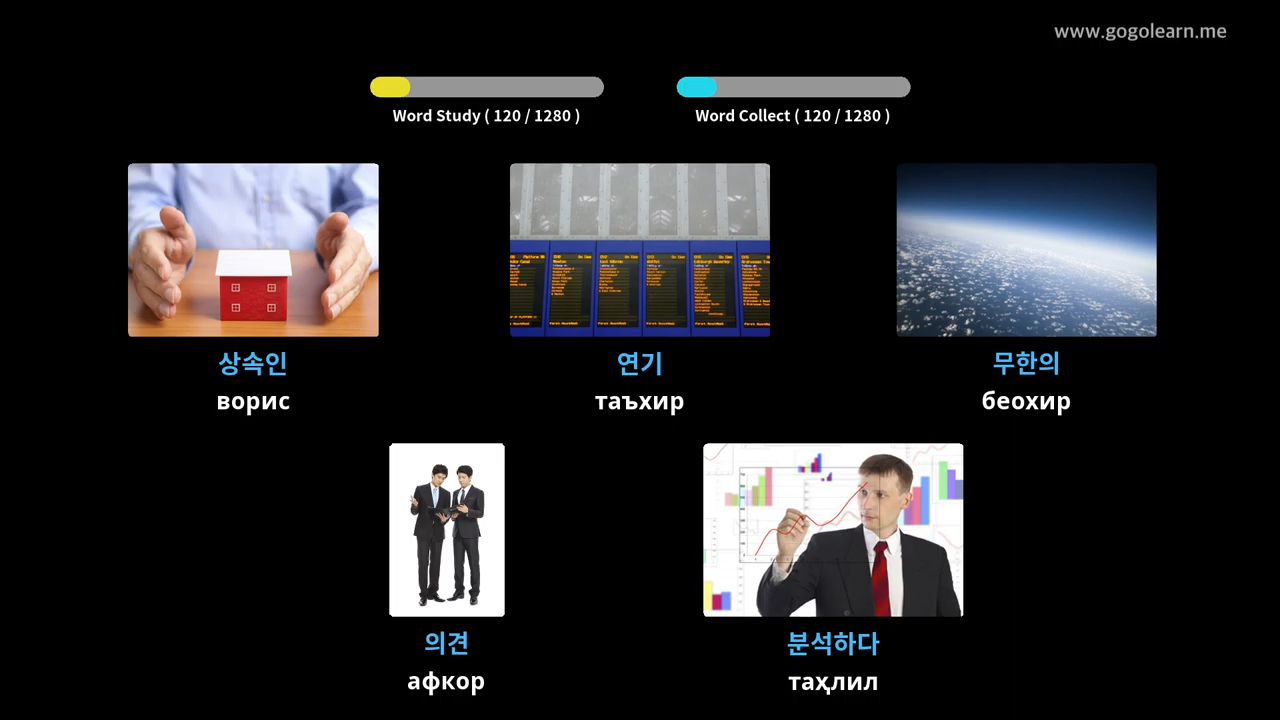 www.gogolearn.me
Word Study ( 120 / 1280 )
Word Collect ( 120 / 1280 )
상속인
ворис
연기
таъхир
무한의
беохир
의견
афкор
분석하다
таҳлил